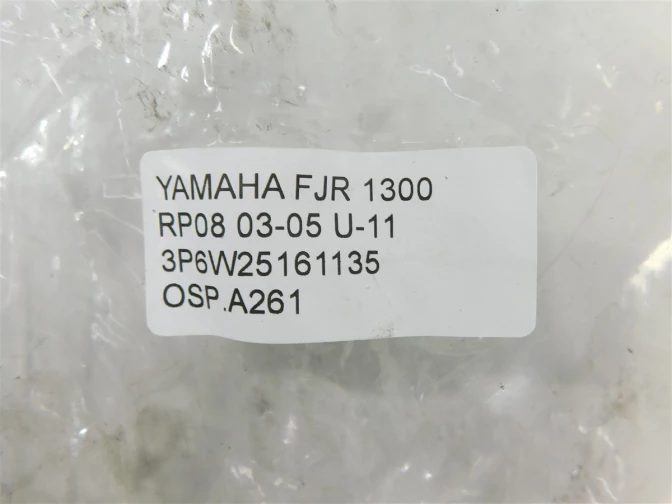 YAMAHA FJR 1300
RP08 03-05 U-11
3P6W25161135
OSP.A261